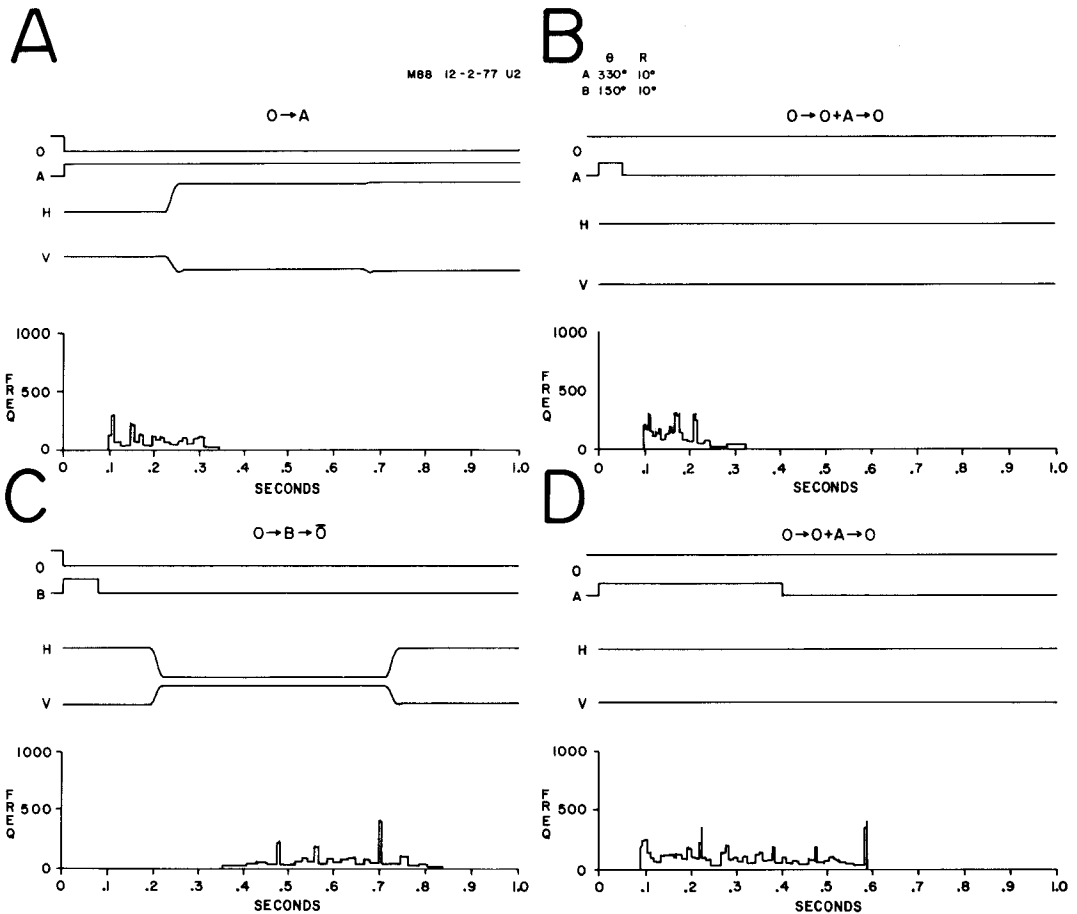 A
M88 12-2-77 U2
O→A
O
A
H
V
1000
500
0
FREQ
0 .1 .2 .3 .4 .5 .6 .7 .8 .9 1.0
SECONDS
B
θ R
A 330° 10°
B 150° 10°
O→O+A→O
O
A
H
V
1000
500
0
FREQ
0 .1 .2 .3 .4 .5 .6 .7 .8 .9 1.0
SECONDS
C
O→B→Ō
O
B
H
V
1000
500
0
FREQ
0 .1 .2 .3 .4 .5 .6 .7 .8 .9 1.0
SECONDS
D
O→O+A→O
O
A
H
V
1000
500
0
FREQ
0 .1 .2 .3 .4 .5 .6 .7 .8 .9 1.0
SECONDS